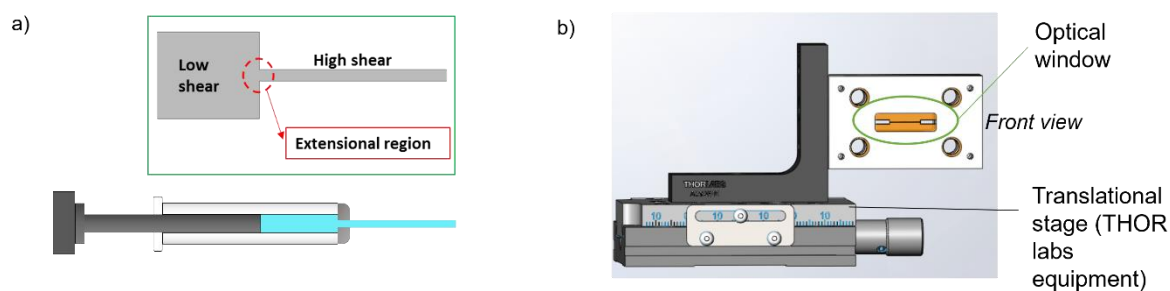 a)
Low
shear
High shear
Extensional region
b)
Optical
window
Front view
THORLABS
10
10
10
10
Translational
stage (THOR
labs
equipment)